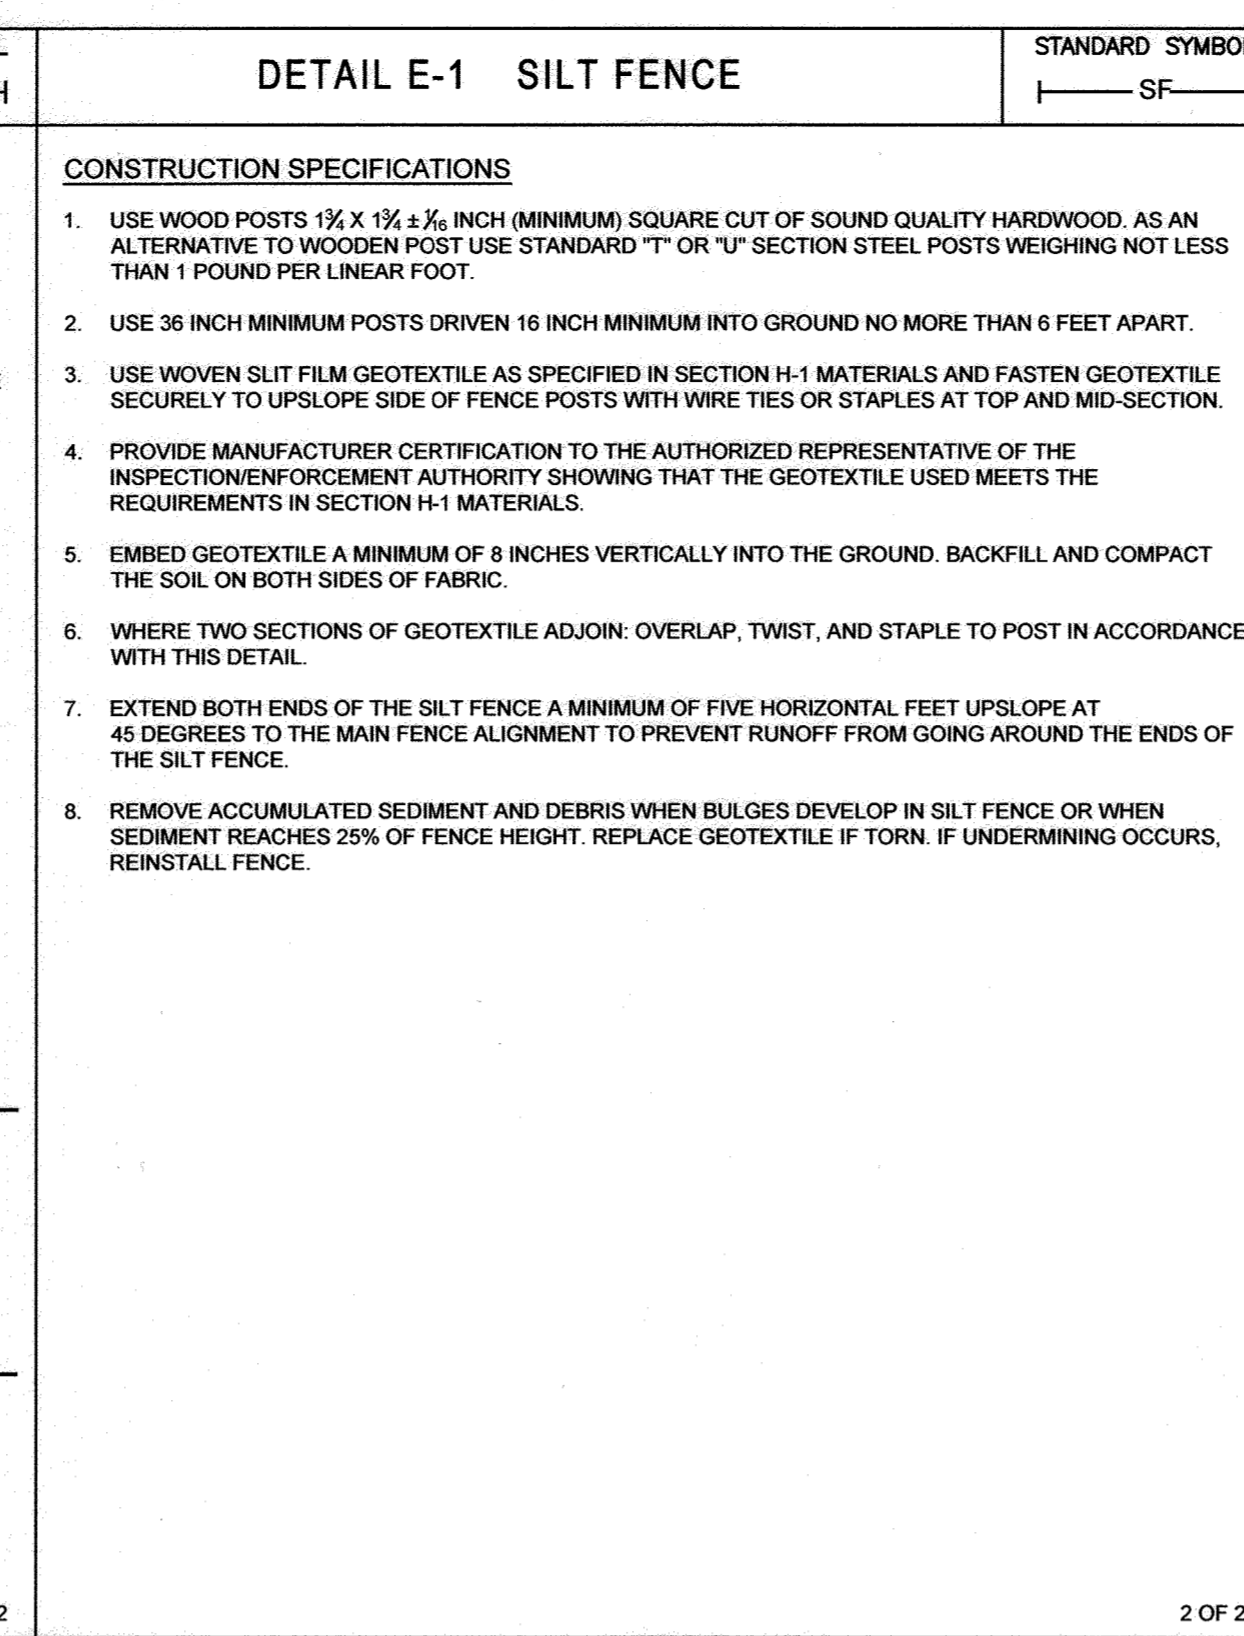 DETAIL E-1 SILT FENCE
STANDARD SYMBOL
SF
CONSTRUCTION SPECIFICATIONS
1. USE WOOD POSTS 1¾ X 1¾ ± 1⁄16 INCH (MINIMUM) SQUARE CUT OF SOUND QUALITY HARDWOOD. AS AN
ALTERNATIVE TO WOODEN POST USE STANDARD "T" OR "U" SECTION STEEL POSTS WEIGHING NOT LESS
THAN 1 POUND PER LINEAR FOOT.
2. USE 36 INCH MINIMUM POSTS DRIVEN 16 INCH MINIMUM INTO GROUND NO MORE THAN 6 FEET APART.
3. USE WOVEN SLIT FILM GEOTEXTILE AS SPECIFIED IN SECTION H-1 MATERIALS AND FASTEN GEOTEXTILE
SECURELY TO UPSLOPE SIDE OF FENCE POSTS WITH WIRE TIES OR STAPLES AT TOP AND MID-SECTION.
4. PROVIDE MANUFACTURER CERTIFICATION TO THE AUTHORIZED REPRESENTATIVE OF THE
INSPECTION/ENFORCEMENT AUTHORITY SHOWING THAT THE GEOTEXTILE USED MEETS THE
REQUIREMENTS IN SECTION H-1 MATERIALS.
5. EMBED GEOTEXTILE A MINIMUM OF 8 INCHES VERTICALLY INTO THE GROUND. BACKFILL AND COMPACT
THE SOIL ON BOTH SIDES OF FABRIC.
6. WHERE TWO SECTIONS OF GEOTEXTILE ADJOIN: OVERLAP, TWIST, AND STAPLE TO POST IN ACCORDANCE
WITH THIS DETAIL.
7. EXTEND BOTH ENDS OF THE SILT FENCE A MINIMUM OF FIVE HORIZONTAL FEET UPSLOPE AT
45 DEGREES TO THE MAIN FENCE ALIGNMENT TO PREVENT RUNOFF FROM GOING AROUND THE ENDS OF
THE SILT FENCE.
8. REMOVE ACCUMULATED SEDIMENT AND DEBRIS WHEN BULGES DEVELOP IN SILT FENCE OR WHEN
SEDIMENT REACHES 25% OF FENCE HEIGHT. REPLACE GEOTEXTILE IF TORN. IF UNDERMINING OCCURS,
REINSTALL FENCE.
2
2 OF 2